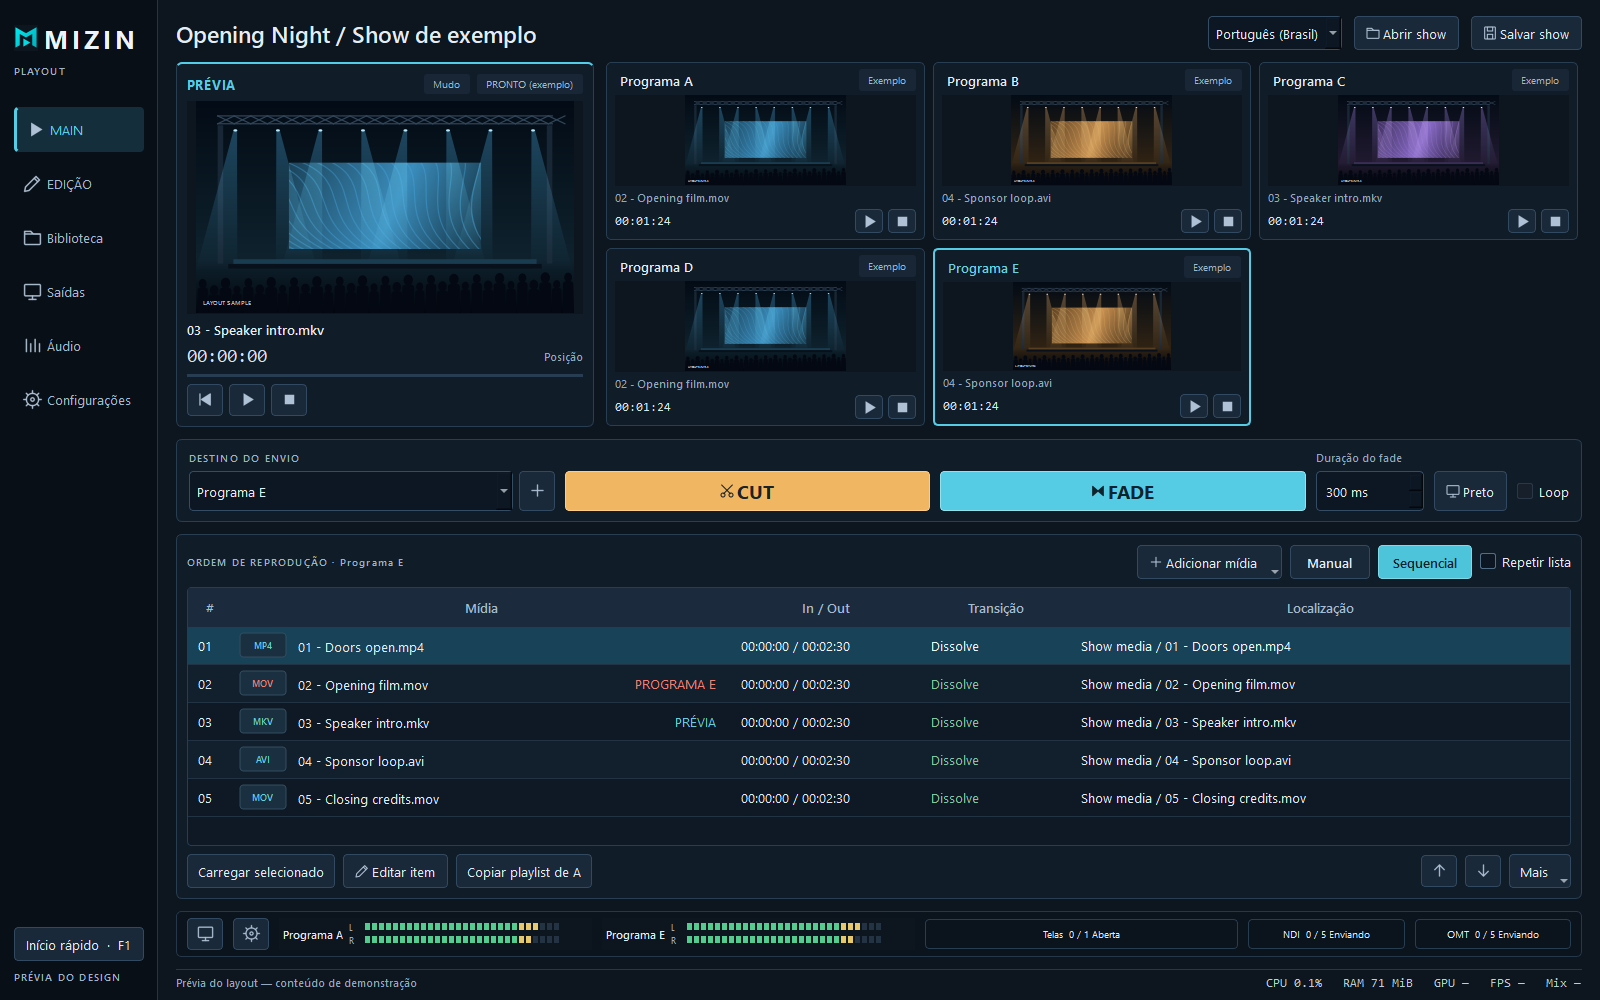 MIZIN
PLAYOUT
MAIN
EDIÇÃO
Biblioteca
Saídas
Áudio
Configurações
Início rápido · F1
PRÉVIA DO DESIGN
Opening Night / Show de exemplo
Português (Brasil)
Abrir show
Salvar show
PRÉVIA
Mudo
PRONTO (exemplo)
LAYOUT SAMPLE
03 - Speaker intro.mkv
00:00:00
Posição
Programa A
Exemplo
02 - Opening film.mov
00:01:24
Programa B
Exemplo
04 - Sponsor loop.avi
00:01:24
Programa C
Exemplo
03 - Speaker intro.mkv
00:01:24
Programa D
Exemplo
02 - Opening film.mov
00:01:24
Programa E
Exemplo
04 - Sponsor loop.avi
00:01:24
DESTINO DO ENVIO
Programa E
+
CUT
FADE
Duração do fade
300 ms
Preto
Loop
ORDEM DE REPRODUÇÃO · Programa E
+ Adicionar mídia
Manual
Sequencial
Repetir lista
# Mídia In / Out Transição Localização
01 MP4 01 - Doors open.mp4 00:00:00 / 00:02:30 Dissolve Show media / 01 - Doors open.mp4
02 MOV 02 - Opening film.mov PROGRAMA E 00:00:00 / 00:02:30 Dissolve Show media / 02 - Opening film.mov
03 MKV 03 - Speaker intro.mkv PRÉVIA 00:00:00 / 00:02:30 Dissolve Show media / 03 - Speaker intro.mkv
04 AVI 04 - Sponsor loop.avi 00:00:00 / 00:02:30 Dissolve Show media / 04 - Sponsor loop.avi
05 MOV 05 - Closing credits.mov 00:00:00 / 00:02:30 Dissolve Show media / 05 - Closing credits.mov
Carregar selecionado
Editar item
Copiar playlist de A
Mais
Programa A L R
Programa E L R
Telas 0 / 1 Aberta
NDI 0 / 5 Enviando
OMT 0 / 5 Enviando
Prévia do layout — conteúdo de demonstração
CPU 0.1% RAM 71 MiB GPU — FPS — Mix —